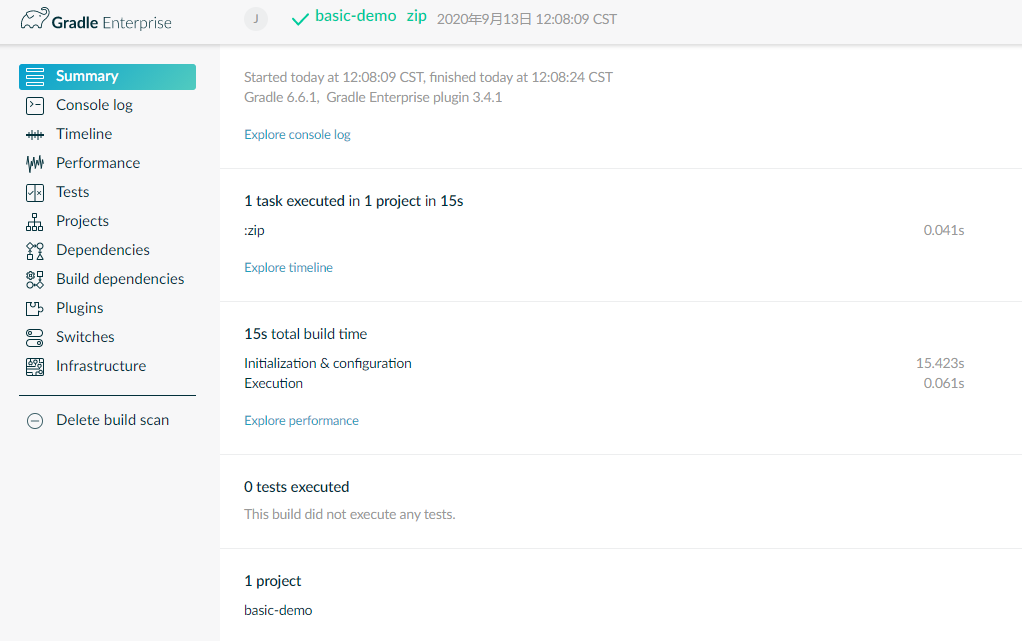 Gradle Enterprise
J basic-demo zip 2020年9月13日 12:08:09 CST
Summary
Console log
Timeline
Performance
Tests
Projects
Dependencies
Build dependencies
Plugins
Switches
Infrastructure
Delete build scan
Started today at 12:08:09 CST, finished today at 12:08:24 CST
Gradle 6.6.1, Gradle Enterprise plugin 3.4.1
Explore console log
1 task executed in 1 project in 15s
:zip 0.041s
Explore timeline
15s total build time
Initialization & configuration 15.423s
Execution 0.061s
Explore performance
0 tests executed
This build did not execute any tests.
1 project
basic-demo